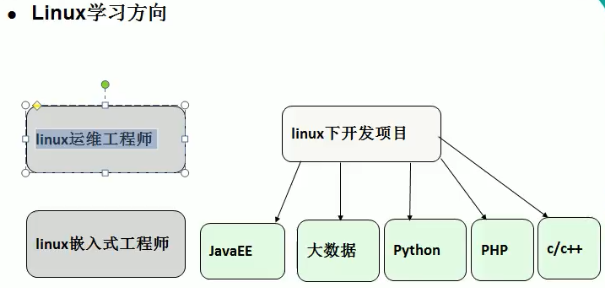 ● Linux学习方向
linux运维工程师
linux下开发项目
linux嵌入式工程师
JavaEE
大数据
Python
PHP
c/c++